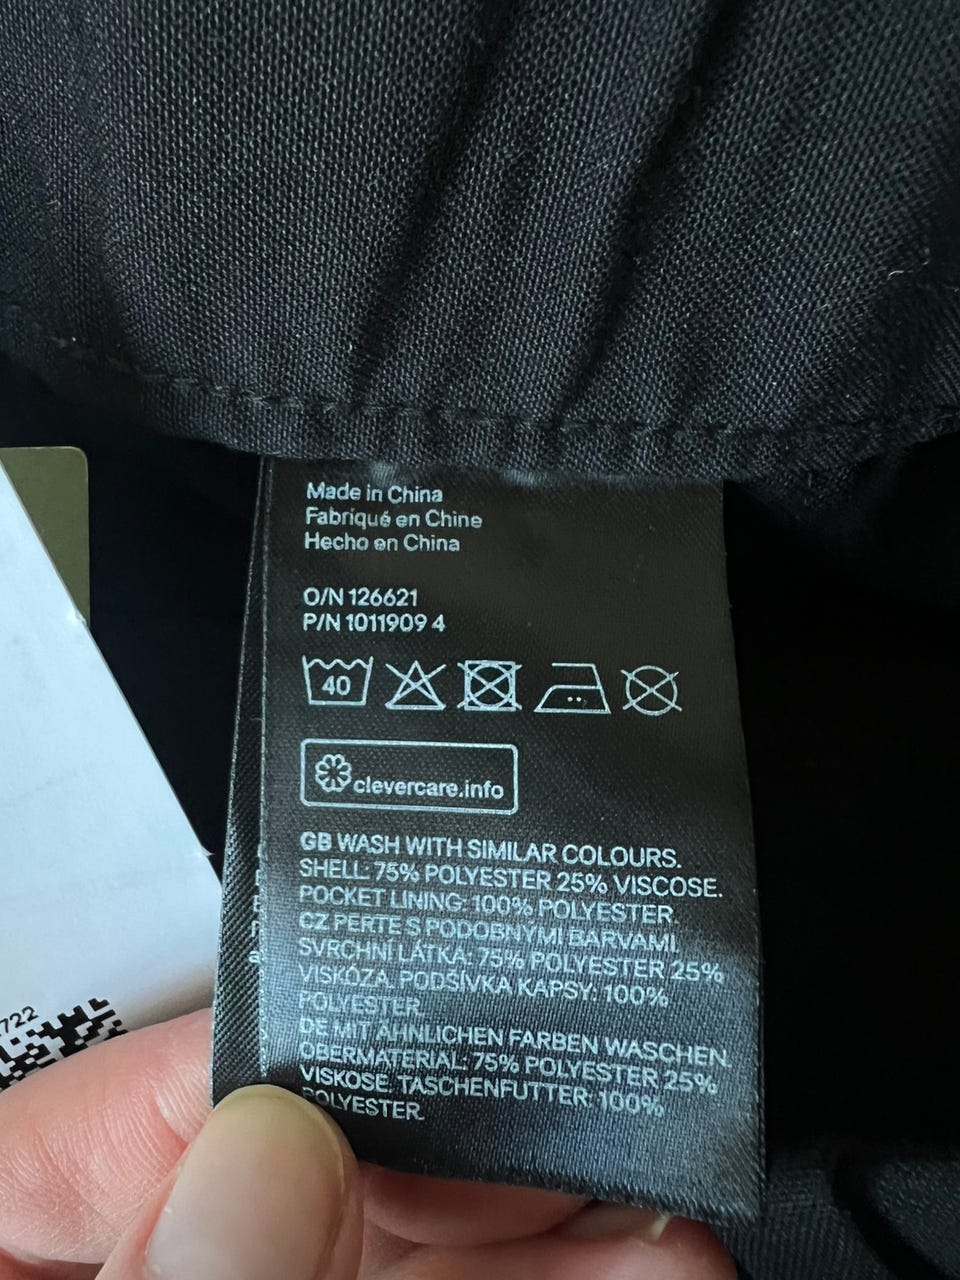 Made in China
Fabriqué en Chine
Hecho en China
O/N 126621
P/N 1011909 4
40
clevercare.info
GB WASH WITH SIMILAR COLOURS.
SHELL: 75% POLYESTER 25% VISCOSE.
POCKET LINING: 100% POLYESTER
CZ PERTE S PODOBNÝMI BARVAMI.
SVRCHNÍ LÁTKA: 75% POLYESTER 25%
VISKÓZA. PODŠÍVKA KAPSY: 100%
POLYESTER.
DE MIT ÄHNLICHEN FARBEN WASCHEN.
OBERMATERIAL: 75% POLYESTER 25%
VISKOSE. TASCHENFUTTER: 100%
POLYESTER.
722